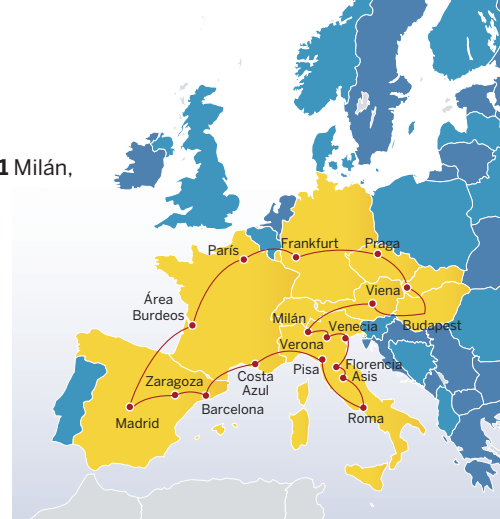 1 Milán,
París
Frankfurt
Praga
Viena
Área
Burdeos
Milán
Venecia
Budapest
Verona
Pisa
Florencia
Asis
Zaragoza
Costa
Azul
Barcelona
Madrid
Roma